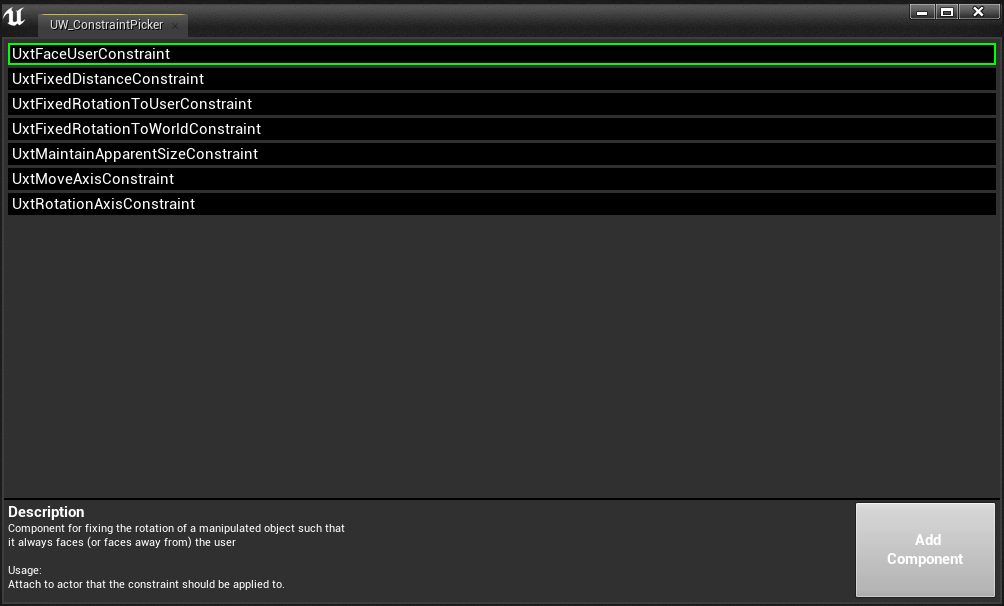 UW_ConstraintPicker
UxtFaceUserConstraint
UxtFixedDistanceConstraint
UxtFixedRotationToUserConstraint
UxtFixedRotationToWorldConstraint
UxtMaintainApparentSizeConstraint
UxtMoveAxisConstraint
UxtRotationAxisConstraint
Description
Component for fixing the rotation of a manipulated object such that
it always faces (or faces away from) the user
Usage:
Attach to actor that the constraint should be applied to.
Add
Component